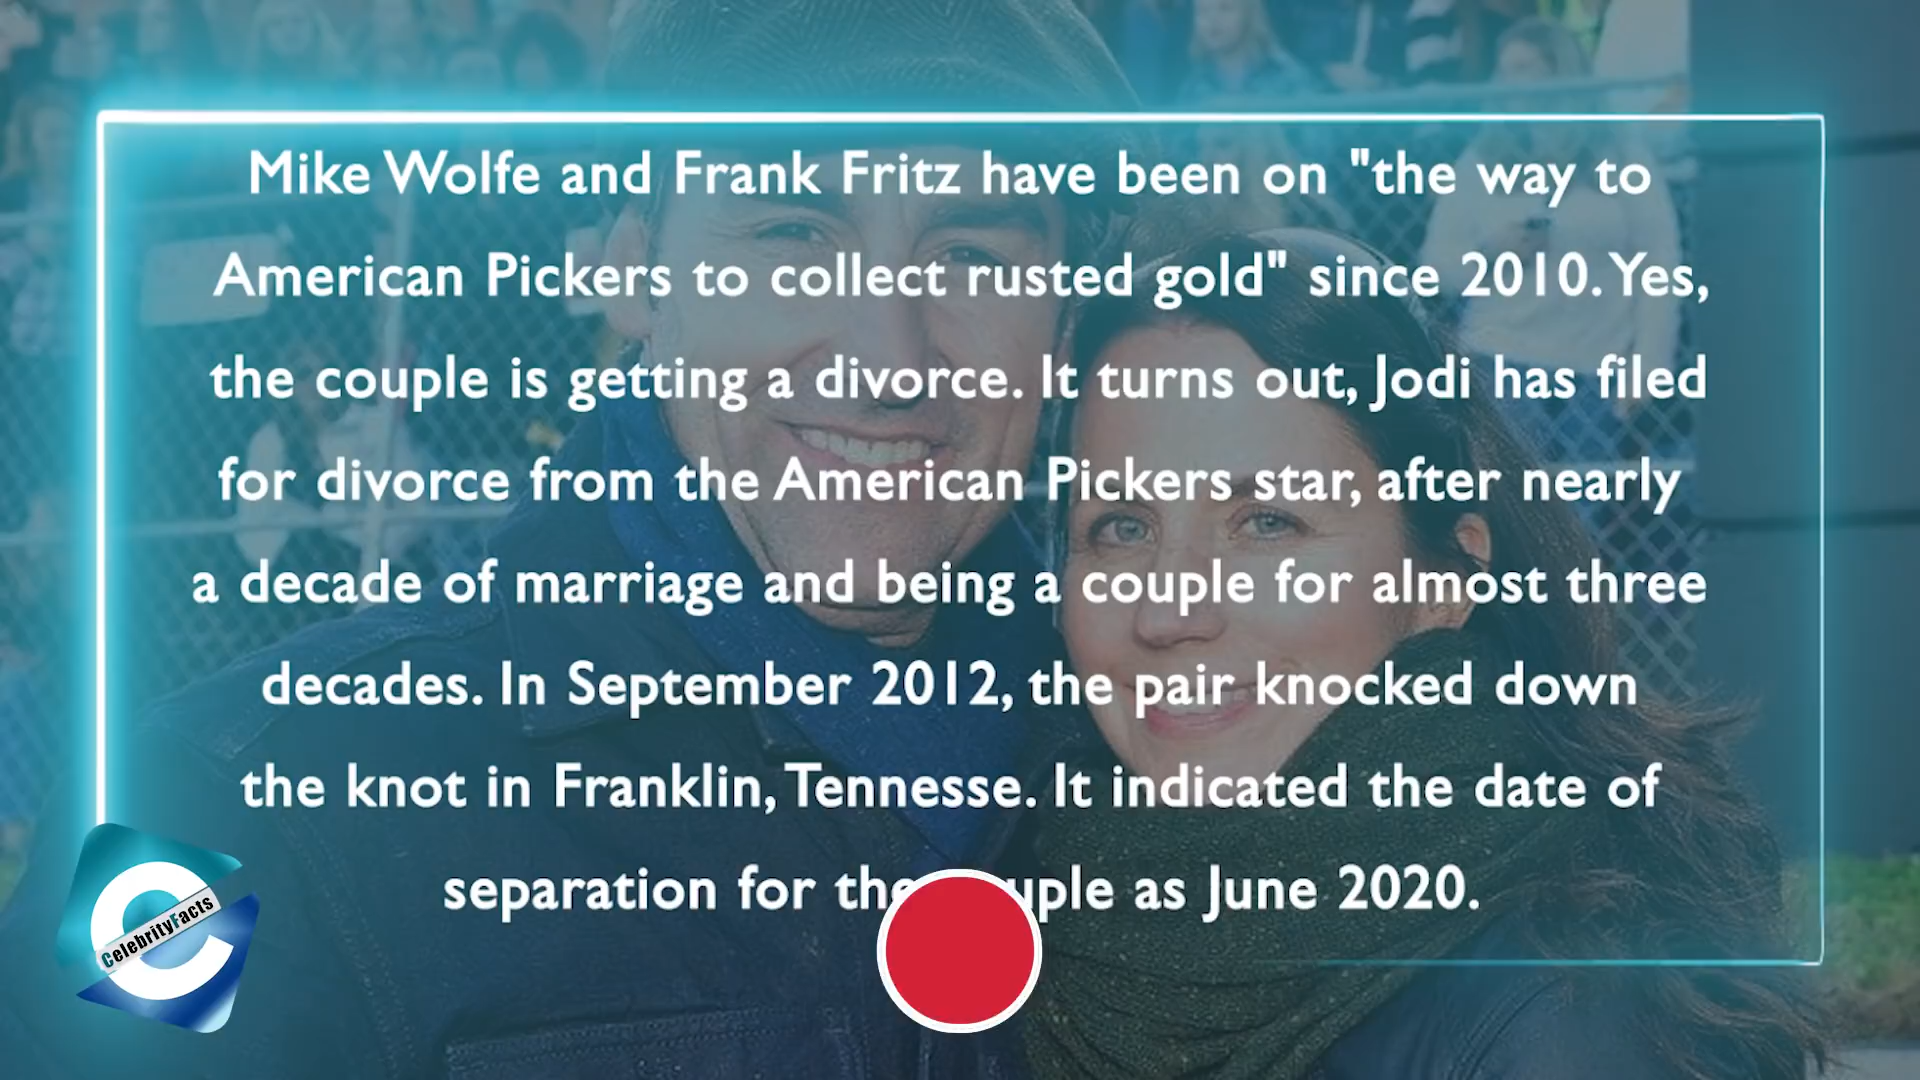 Mike Wolfe and Frank Fritz have been on "the way to
American Pickers to collect rusted gold" since 2010. Yes,
the couple is getting a divorce. It turns out, Jodi has filed
for divorce from the American Pickers star, after nearly
a decade of marriage and being a couple for almost three
decades. In September 2012, the pair knocked down
the knot in Franklin, Tennesse. It indicated the date of
separation for as June 2020.
CelebrityFacts